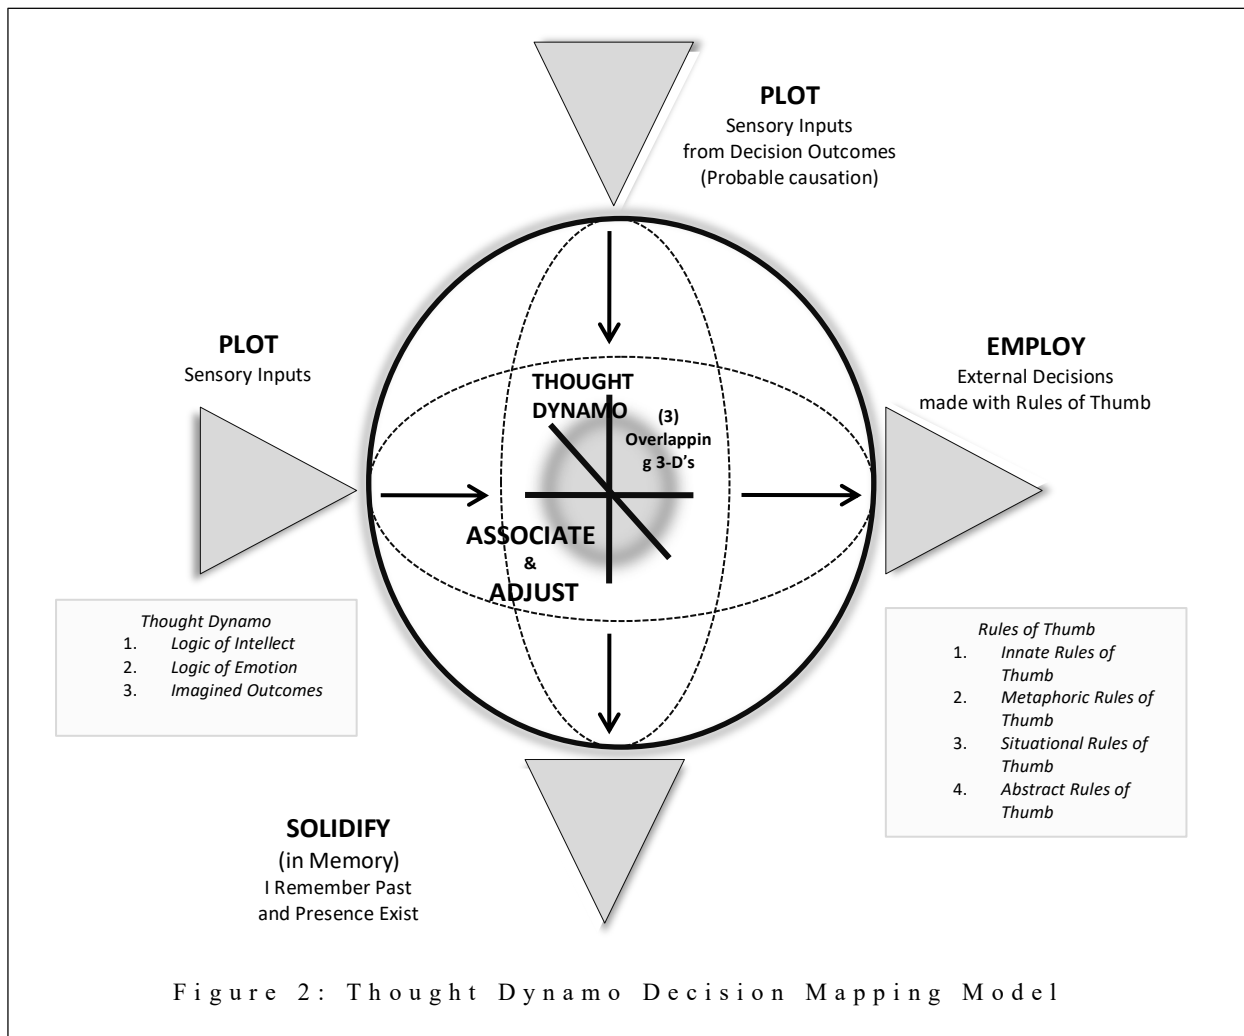 PLOT
Sensory Inputs
from Decision Outcomes
(Probable causation)
PLOT
Sensory Inputs
EMPLOY
External Decisions
made with Rules of Thumb
THOUGHT
DYNAMO
(3)
Overlappin
g 3-D’s
ASSOCIATE
&
ADJUST
Thought Dynamo
1. Logic of Intellect
2. Logic of Emotion
3. Imagined Outcomes
Rules of Thumb
1. Innate Rules of
Thumb
2. Metaphoric Rules of
Thumb
3. Situational Rules of
Thumb
4. Abstract Rules of
Thumb
SOLIDIFY
(in Memory)
I Remember Past
and Presence Exist
Figure 2: Thought Dynamo Decision Mapping Model